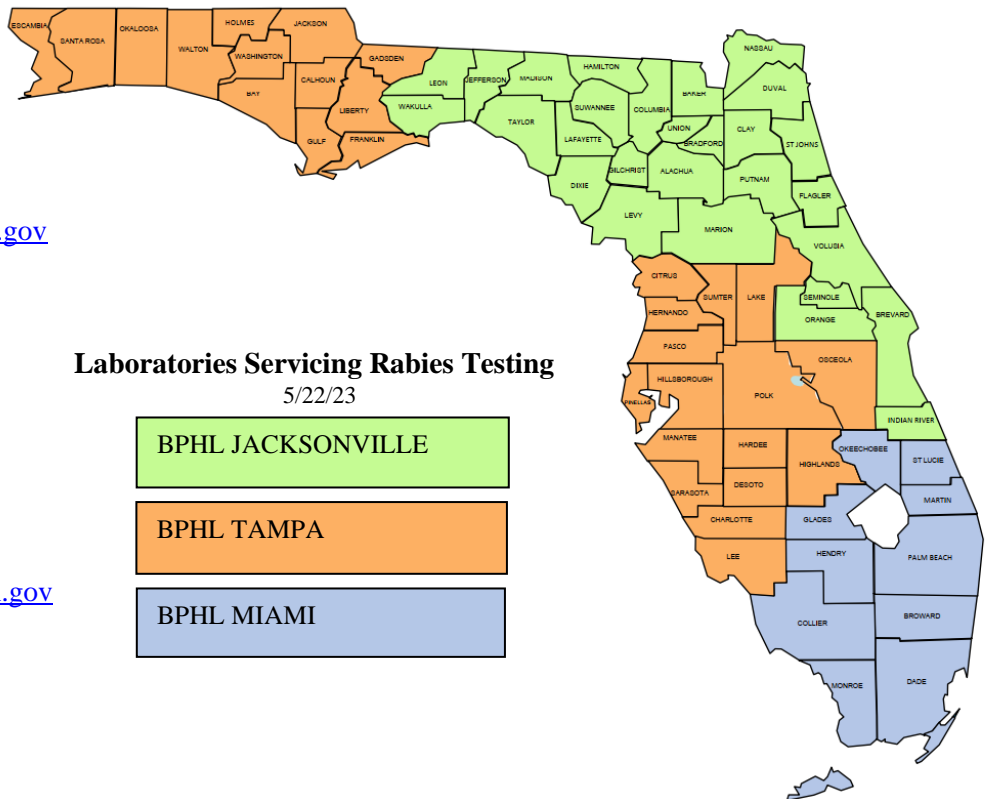 ESCAMBIA
SANTA ROSA
OKALOOSA
WALTON
HOLMES
JACKSON
WASHINGTON
BAY
CALHOUN
GADSDEN
LIBERTY
GULF
FRANKLIN
LEON
WAKULLA
JEFFERSON
MADISON
TAYLOR
HAMILTON
SUWANNEE
LAFAYETTE
COLUMBIA
BAKER
NASSAU
DUVAL
UNION
BRADFORD
CLAY
ST JOHNS
DIXIE
GILCHRIST
ALACHUA
PUTNAM
FLAGLER
LEVY
MARION
VOLUSIA
.gov
CITRUS
SUMTER
LAKE
SEMINOLE
HERNANDO
ORANGE
BREVARD
PASCO
OSCEOLA
Laboratories Servicing Rabies Testing
5/22/23
HILLSBOROUGH
PINELLAS
POLK
INDIAN RIVER
BPHL JACKSONVILLE
MANATEE
HARDEE
HIGHLANDS
OKEECHOBEE
ST LUCIE
SARASOTA
DESOTO
MARTIN
BPHL TAMPA
CHARLOTTE
GLADES
LEE
HENDRY
PALM BEACH
.gov
BPHL MIAMI
COLLIER
BROWARD
MONROE
DADE